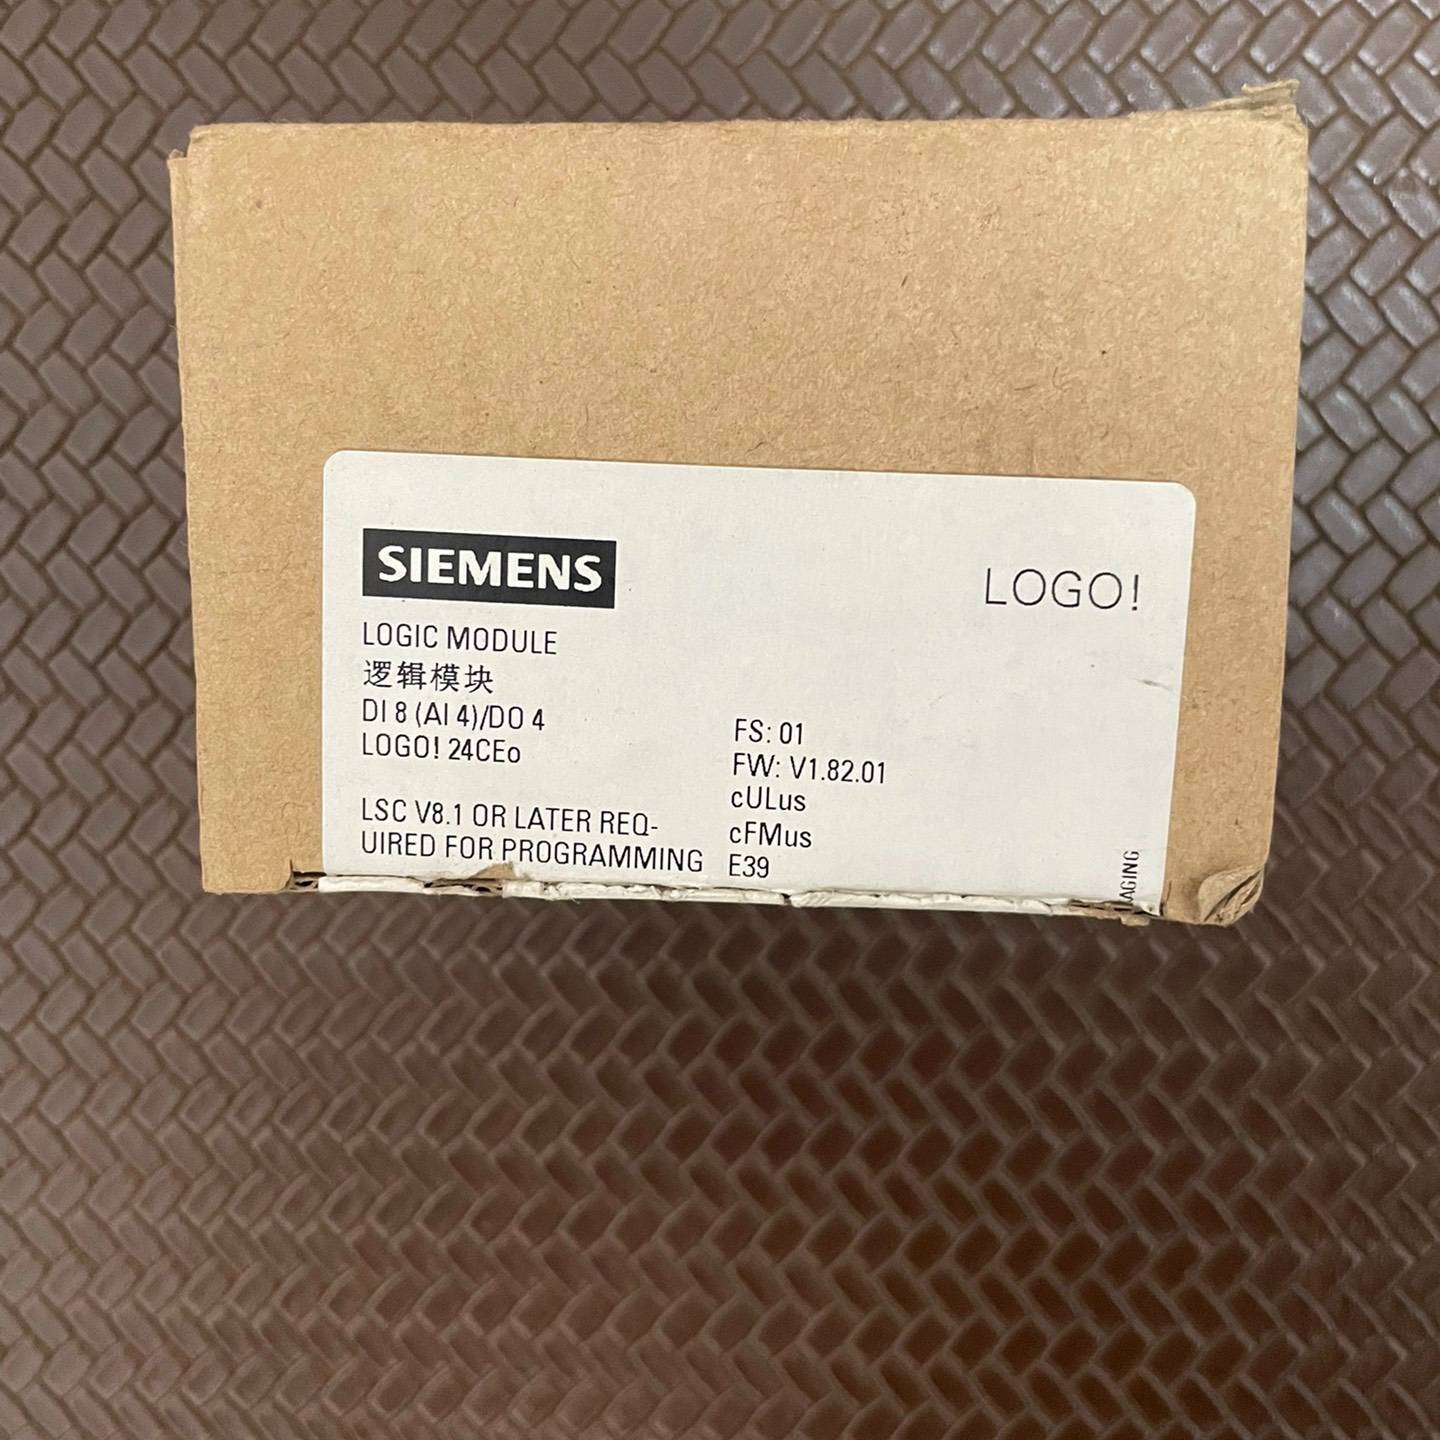 SIEMENS
LOGO!
LOGIC MODULE
逻辑模块
DI 8 (AI 4)/DO 4
LOGO! 24CEo
LSC V8.1 OR LATER REQ-
UIRED FOR PROGRAMMING
FS: 01
FW: V1.82.01
cULus
cFMus
E39
AGING